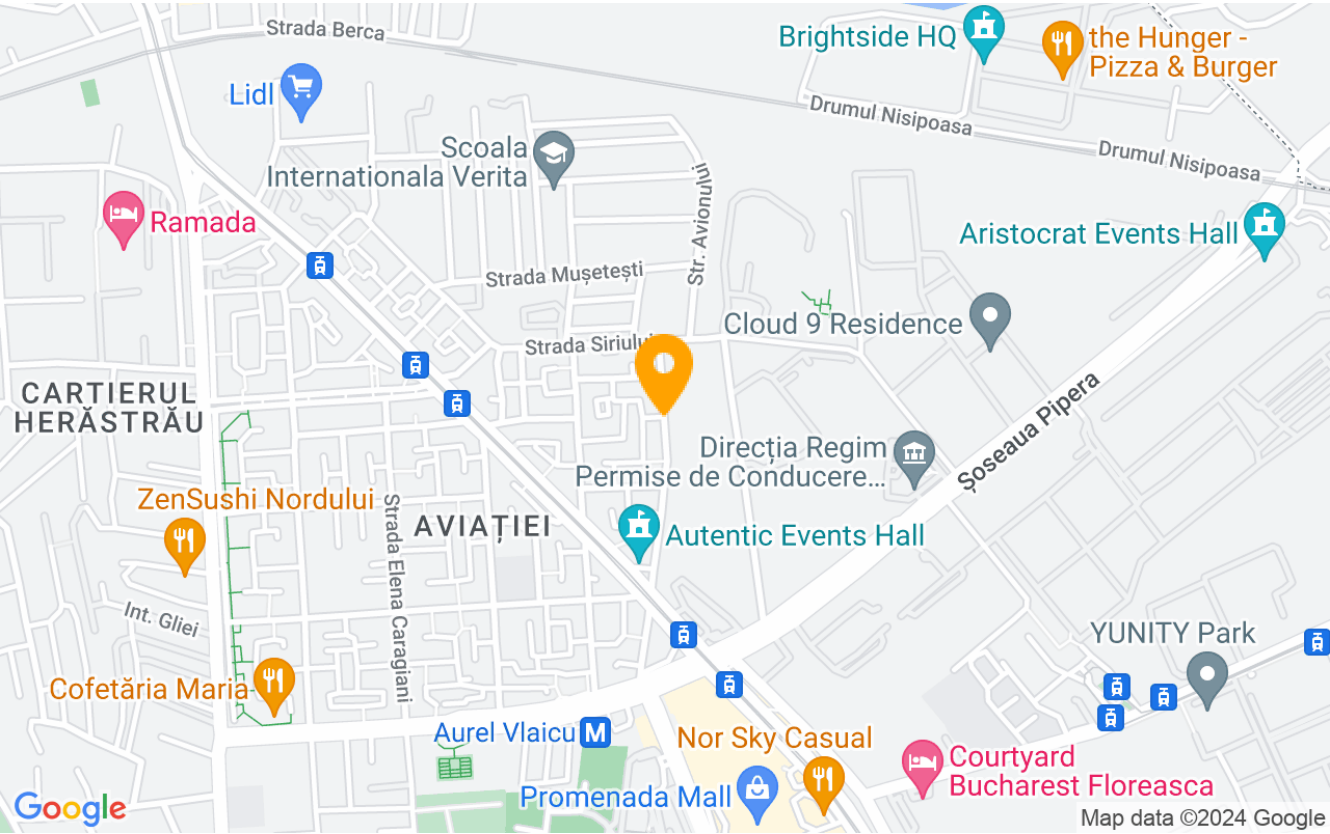 Strada Berca
Brightside HQ
the Hunger -
Pizza & Burger
Lidl
Drumul Nisipoasa
Scoala
Internationala Verita
Drumul Nisipoasa
Str. Avionului
Ramada
Aristocrat Events Hall
Strada Mușetești
Cloud 9 Residence
Strada Siriului
CARTIERUL
HERĂSTRĂU
Șoseaua Pipera
Direcția Regim
Permise de Conducere...
ZenSushi Nordului
Strada Elena Caragiani
AVIAȚIEI
Autentic Events Hall
Int. Gliei
YUNITY Park
Cofetăria Maria
Aurel Vlaicu M
Nor Sky Casual
Courtyard
Bucharest Floreasca
Promenada Mall
Google
Map data ©2024 Google